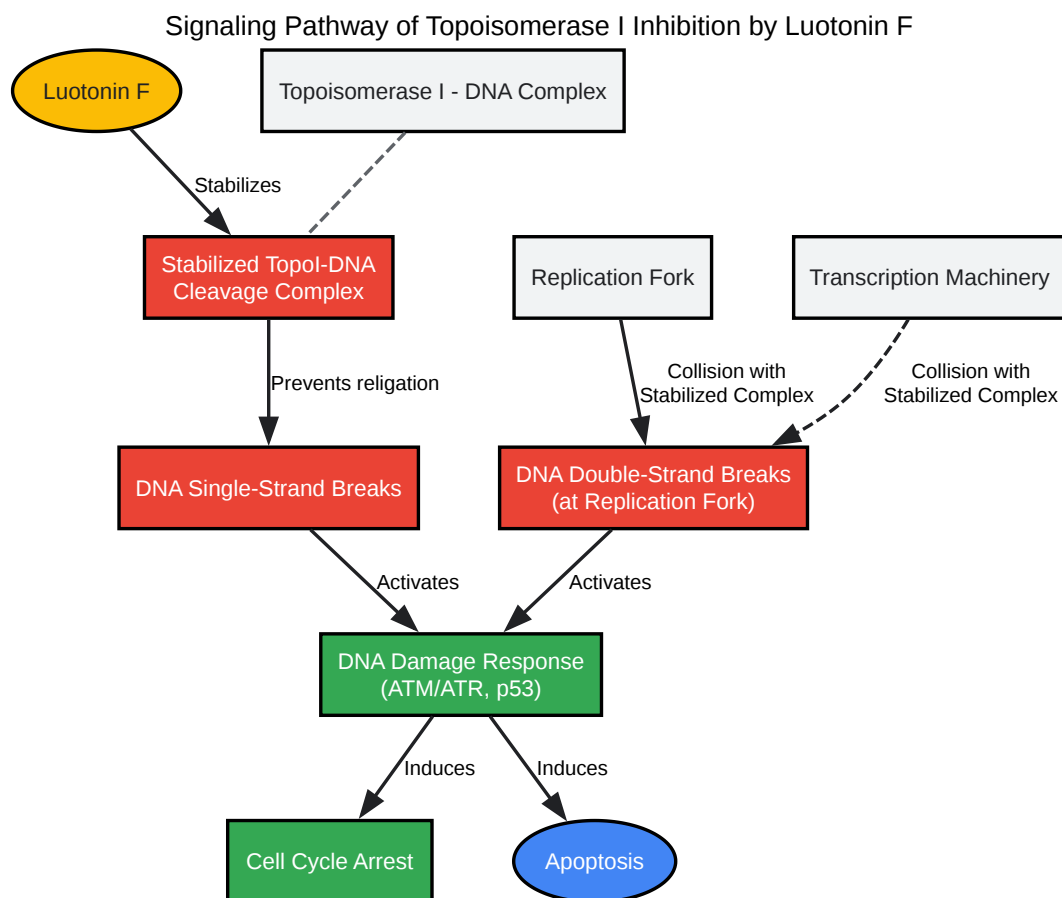 Signaling Pathway of Topoisomerase I Inhibition by Luotonin F
Luotonin F
Topoisomerase I - DNA Complex
Stabilizes
Stabilized TopoI-DNA
Cleavage Complex
Replication Fork
Transcription Machinery
Prevents religation
Collision with
Stabilized Complex
Collision with
Stabilized Complex
DNA Single-Strand Breaks
DNA Double-Strand Breaks
(at Replication Fork)
Activates
Activates
DNA Damage Response
(ATM/ATR, p53)
Induces
Induces
Cell Cycle Arrest
Apoptosis